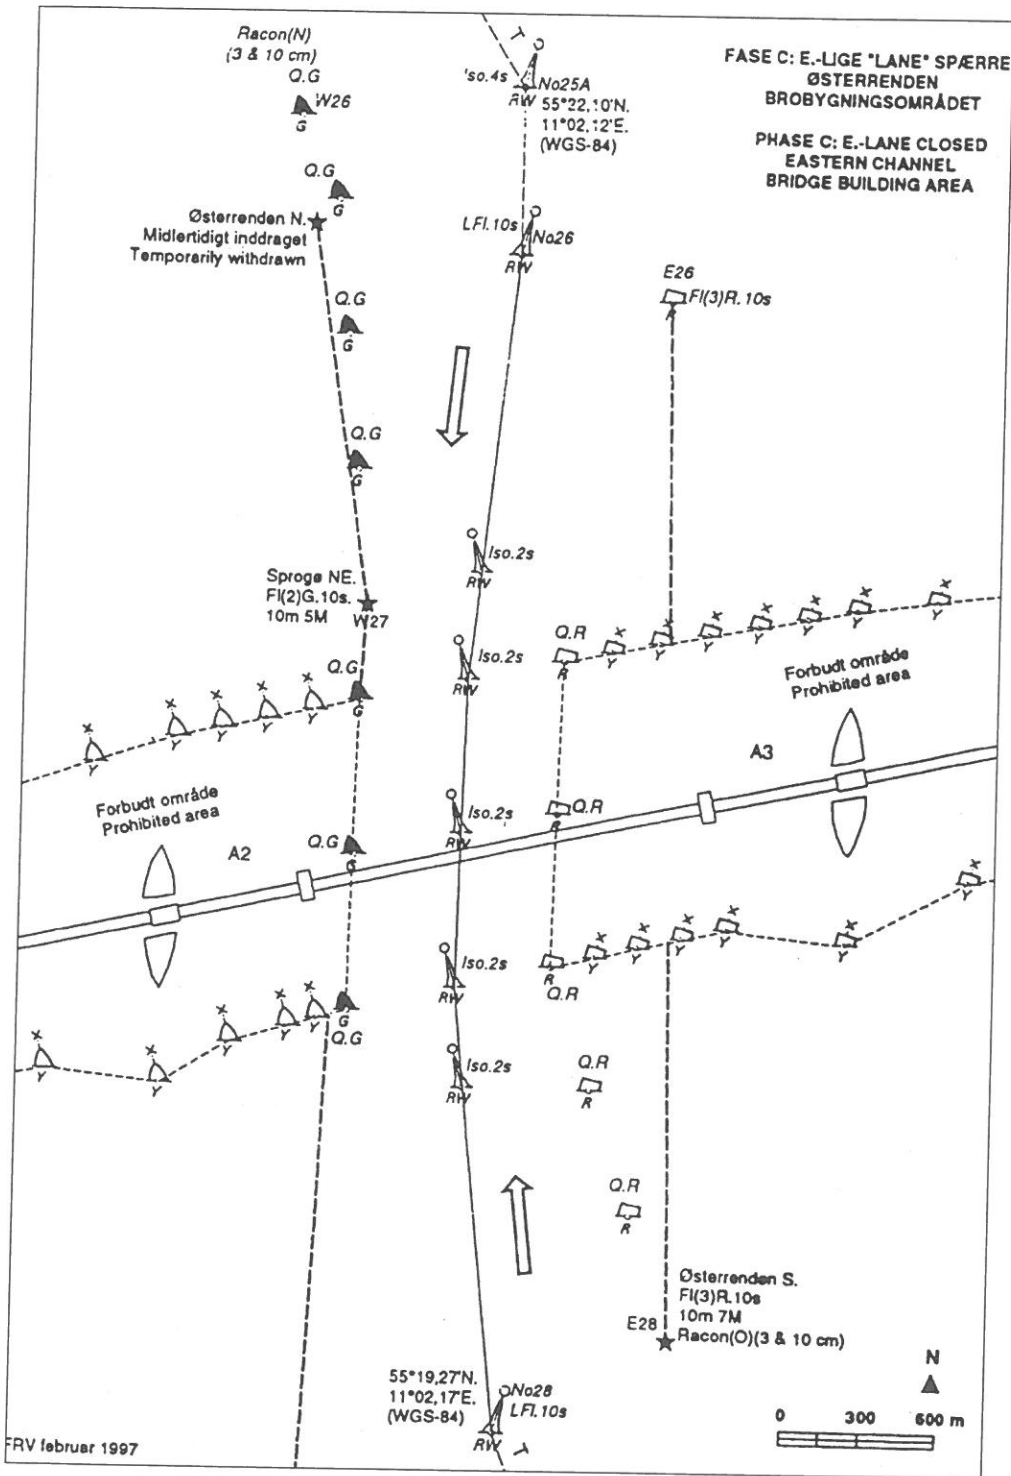 Racon(N)
(3 & 10 cm)
Q.G
W26
G
Iso.4s
T
No25A
RW
55°22,10'N.
11°02,12'E.
(WGS-84)
FASE C: E.-LIGE "LANE" SPÆRRE
ØSTERRENDEN
BROBYGNINGSOMRÅDET
PHASE C: E.-LANE CLOSED
EASTERN CHANNEL
BRIDGE BUILDING AREA
Q.G
G
Østerrenden N.
Midlertidigt inddraget
Temporarily withdrawn
LFl.10s
No26
RW
E26
Fl(3)R.10s
R
Q.G
G
Q.G
G
Iso.2s
RW
Sprogø NE.
Fl(2)G.10s.
10m 5M
W27
Q.G
G
Iso.2s
RW
Q.R
R
X X X X X X X
Y Y Y Y Y Y Y
X X X X X
Y Y Y Y Y
Forbudt område
Prohibited area
A3
Forbudt område
Prohibited area
A2
Iso.2s
RW
Q.R
R
Q.G
G
Iso.2s
RW
R
Q.R
X X X X X X
Y Y Y Y Y Y
X X X X X
Y Y Y Y Y
G
Q.G
Iso.2s
RW
Q.R
R
Q.R
R
Østerrenden S.
Fl(3)R.10s
10m 7M
Racon(O)(3 & 10 cm)
E28
55°19,27'N.
11°02,17'E.
(WGS-84)
No28
LFl.10s
RW
T
N
0 300 600 m
FRV februar 1997